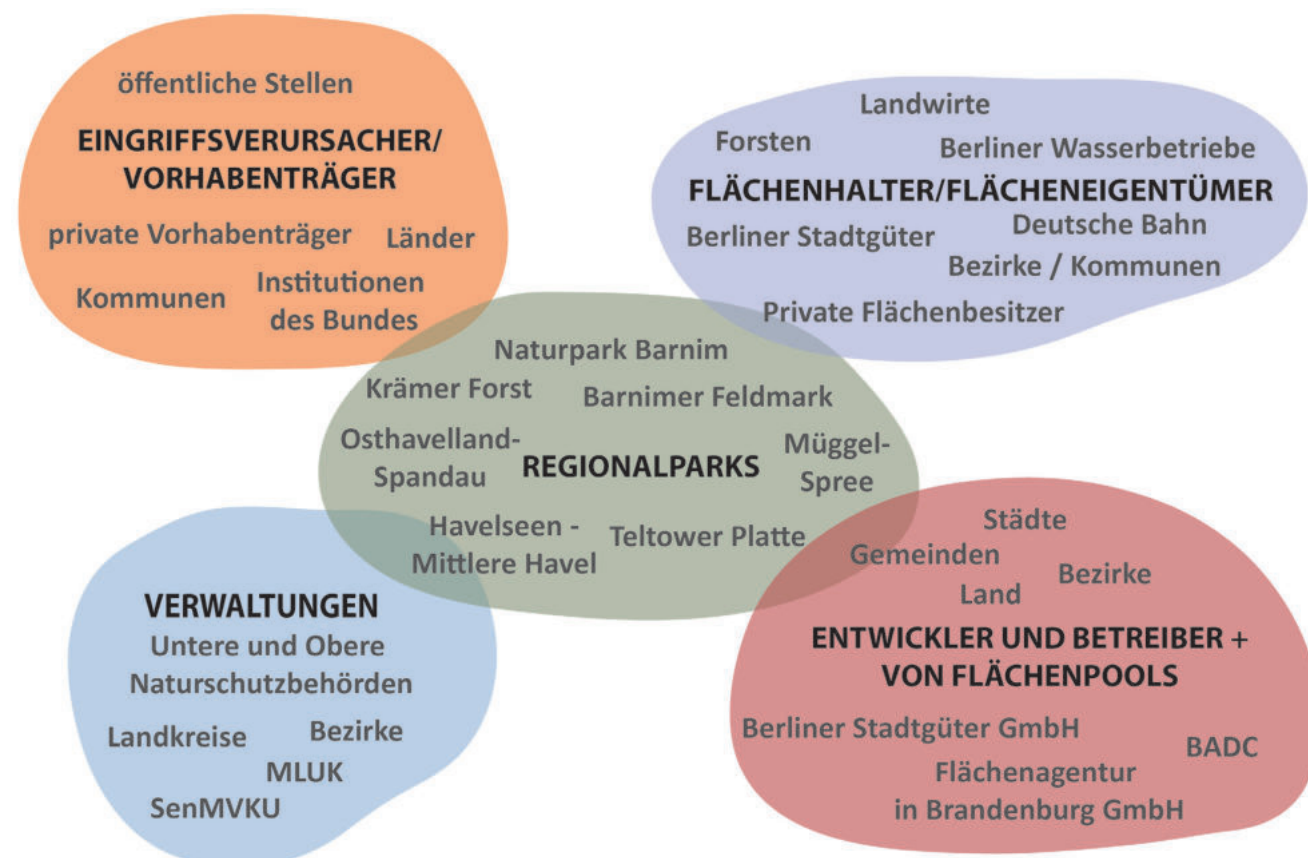 öffentliche Stellen
EINGRIFFSVERURSACHER/
VORHABENTRÄGER
private Vorhabenträger
Länder
Kommunen
Institutionen
des Bundes
Landwirte
Forsten
Berliner Wasserbetriebe
FLÄCHENHALTER/FLÄCHENEIGENTÜMER
Berliner Stadtgüter
Deutsche Bahn
Bezirke / Kommunen
Private Flächenbesitzer
Naturpark Barnim
Krämer Forst
Barnimer Feldmark
Osthavelland-
Spandau
REGIONALPARKS
Müggel-
Spree
Havelseen -
Mittlere Havel
Teltower Platte
VERWALTUNGEN
Untere und Obere
Naturschutzbehörden
Landkreise
Bezirke
MLUK
SenMVKU
Städte
Gemeinden
Bezirke
Land
ENTWICKLER UND BETREIBER +
VON FLÄCHENPOOLS
Berliner Stadtgüter GmbH
BADC
Flächenagentur
in Brandenburg GmbH